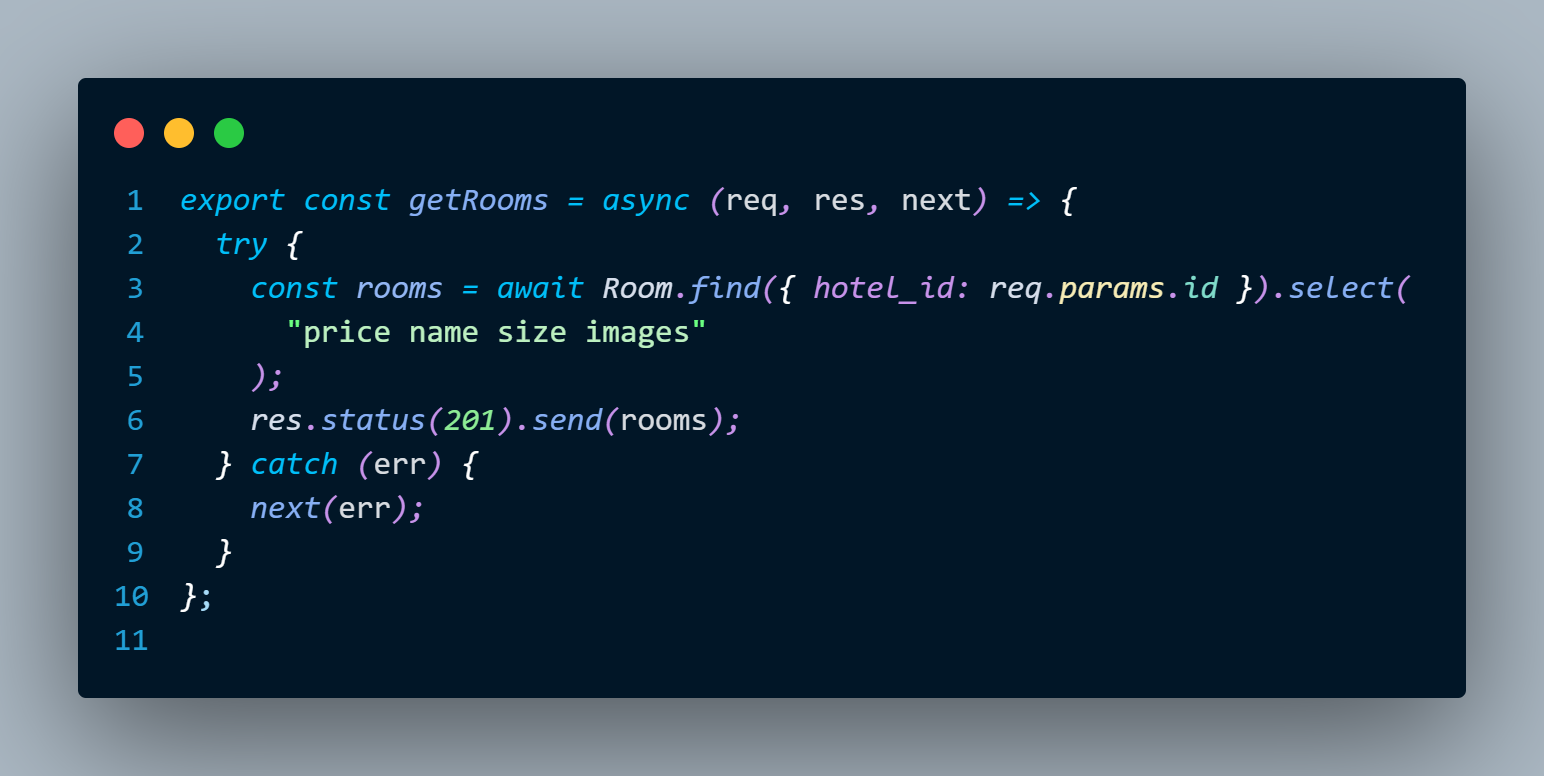 1 export const getRooms = async (req, res, next) => {
2   try {
3     const rooms = await Room.find({ hotel_id: req.params.id }).select(
4       "price name size images"
5     );
6     res.status(201).send(rooms);
7   } catch (err) {
8     next(err);
9   }
10 };
11